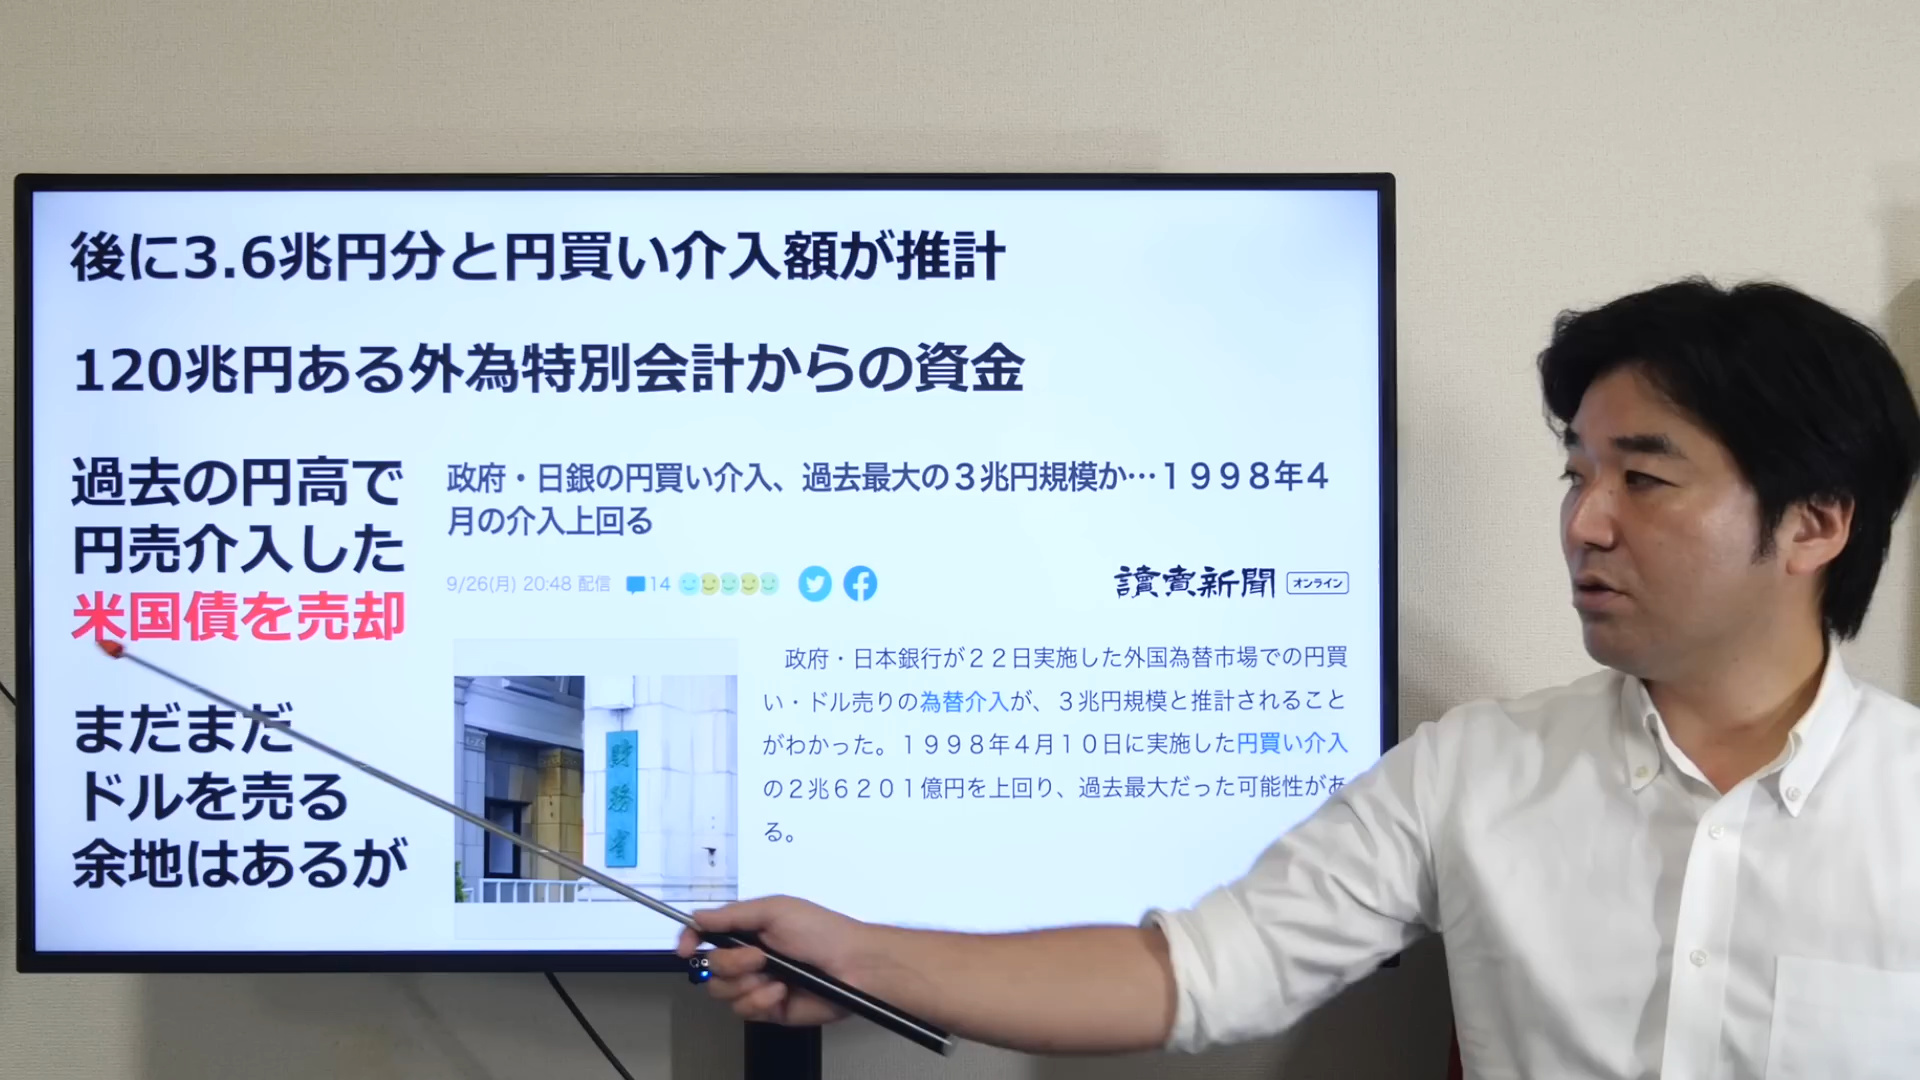 後に3.6兆円分と円買い介入額が推計
120兆円ある外為特別会計からの資金
過去の円高で
円売介入した
米国債を売却
まだまだ
ドルを売る
余地はあるが
政府・日銀の円買い介入、過去最大の３兆円規模か…１９９８年４
月の介入上回る
9/26(月) 20:48 配信
14
讀賣新聞 オンライン
政府・日本銀行が２２日実施した外国為替市場での円買
い・ドル売りの為替介入が、３兆円規模と推計されること
がわかった。１９９８年４月１０日に実施した円買い介入
の２兆６２０１億円を上回り、過去最大だった可能性があ
る。
財務省